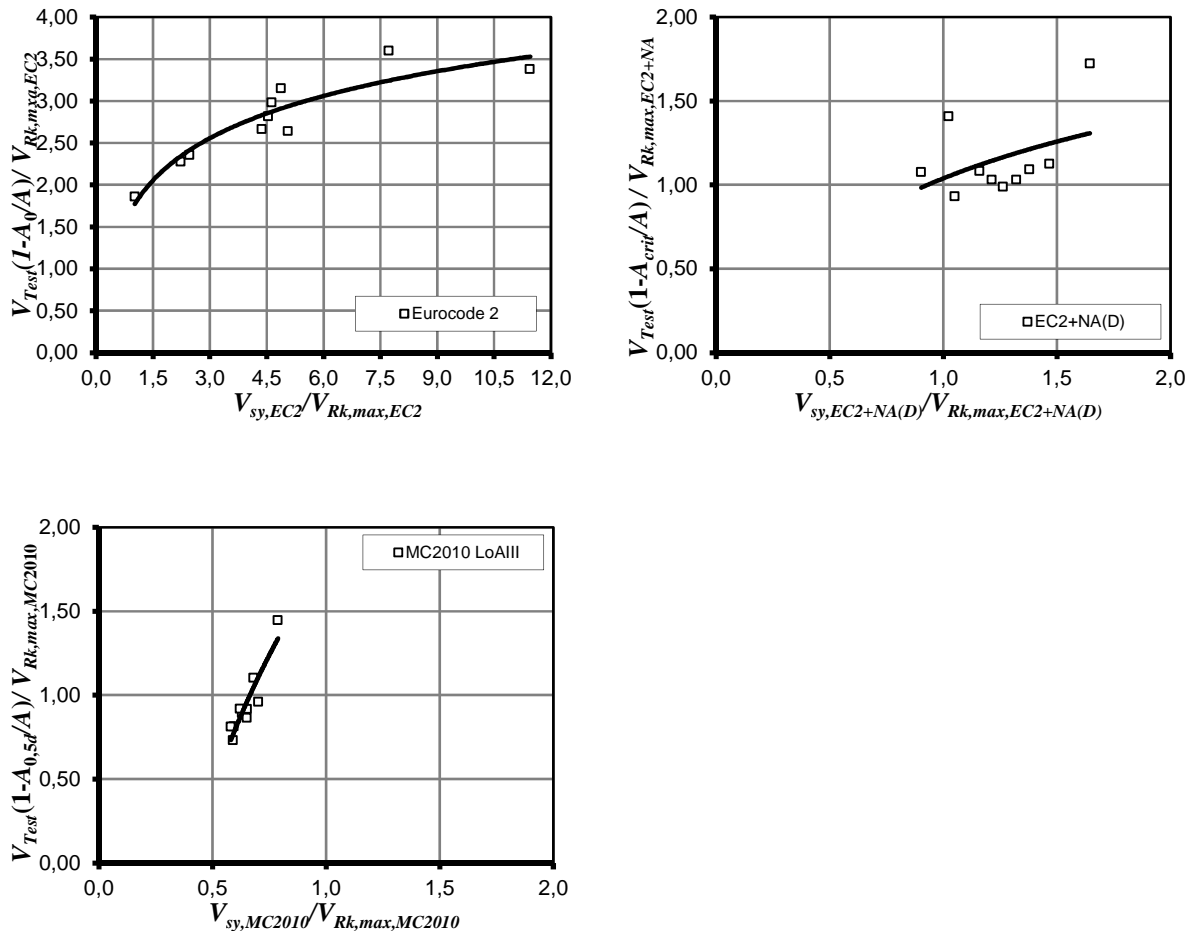 4,00
3,50
3,00
2,50
2,00
1,50
1,00
0,50
0,00
V_Test(1-A_0/A)/ V_Rk,mxa,EC2
Eurocode 2
0,0 1,5 3,0 4,5 6,0 7,5 9,0 10,5 12,0
V_sy,EC2/V_Rk,max,EC2
2,00
1,50
1,00
0,50
0,00
V_Test(1-A_crit/A) / V_Rk,max,EC2+NA
EC2+NA(D)
0,0 0,5 1,0 1,5 2,0
V_sy,EC2+NA(D)/V_Rk,max,EC2+NA(D)
2,00
1,50
1,00
0,50
0,00
V_Test(1-A_0,5d/A)/ V_Rk,max,MC2010
MC2010 LoAIII
0,0 0,5 1,0 1,5 2,0
V_sy,MC2010/V_Rk,max,MC2010